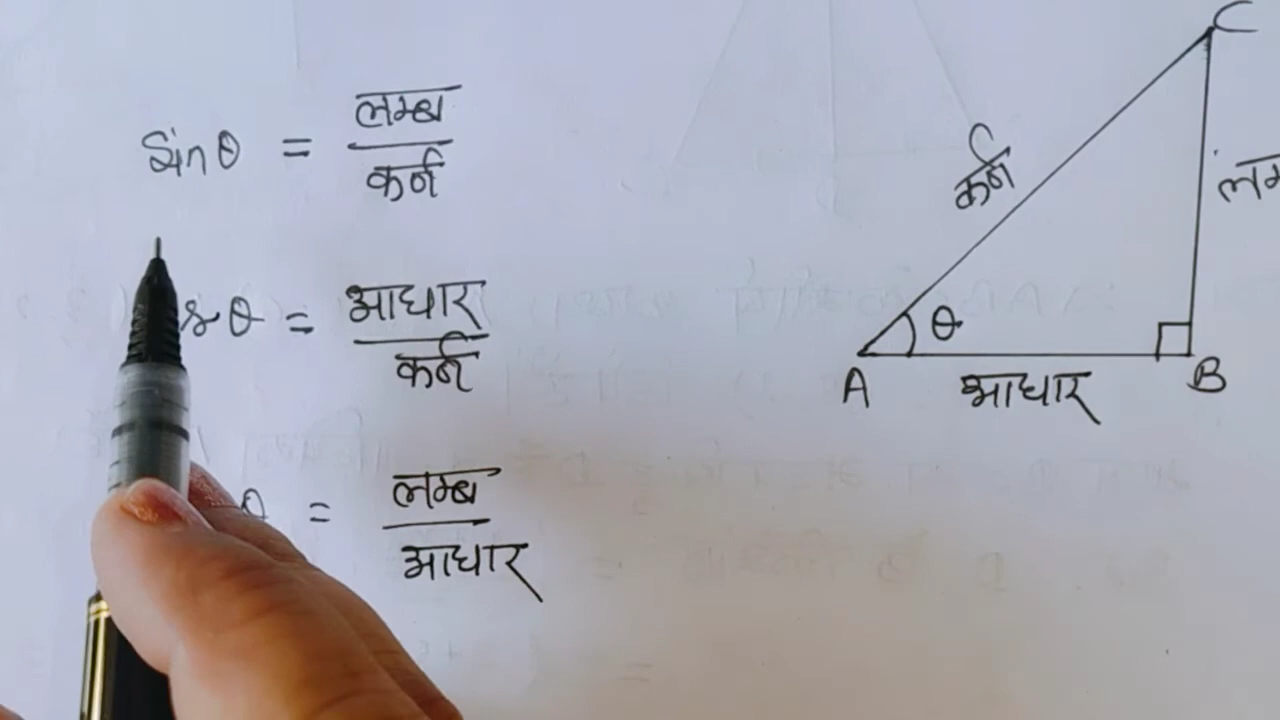 sinθ = लम्ब
कर्न
θ = आधार
कर्न
θ = लम्ब
आधार
C
कर्न
θ
A
आधार
B